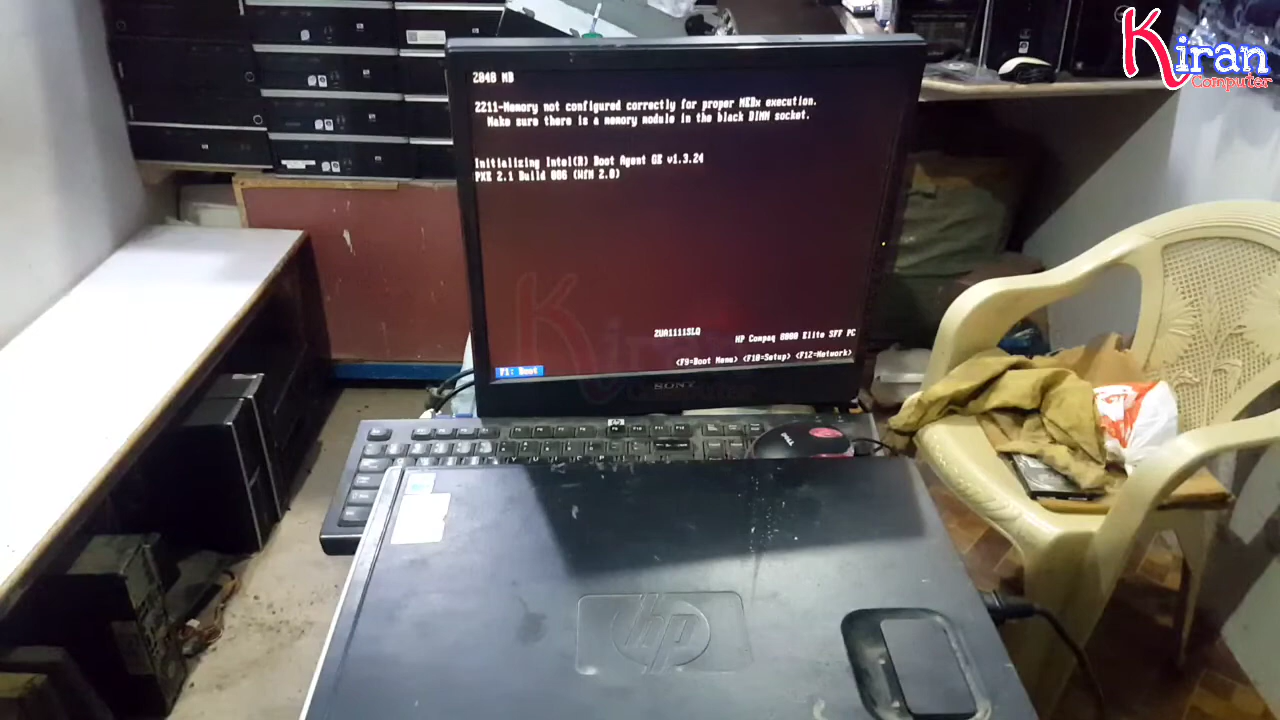 Kiran
Computer
2048 MB
2211-Memory not configured correctly for proper MEBx execution.
Make sure there is a memory module in the black DIMM socket.
Initializing Intel(R) Boot Agent GE v1.3.24
PXE 2.1 Build 086 (WfM 2.0)
HP Compaq 8000 Elite SFF PC
<F9=Boot Menu> <F10=Setup> <F12=Network>
F1: Boot
SONY
DELL
hp